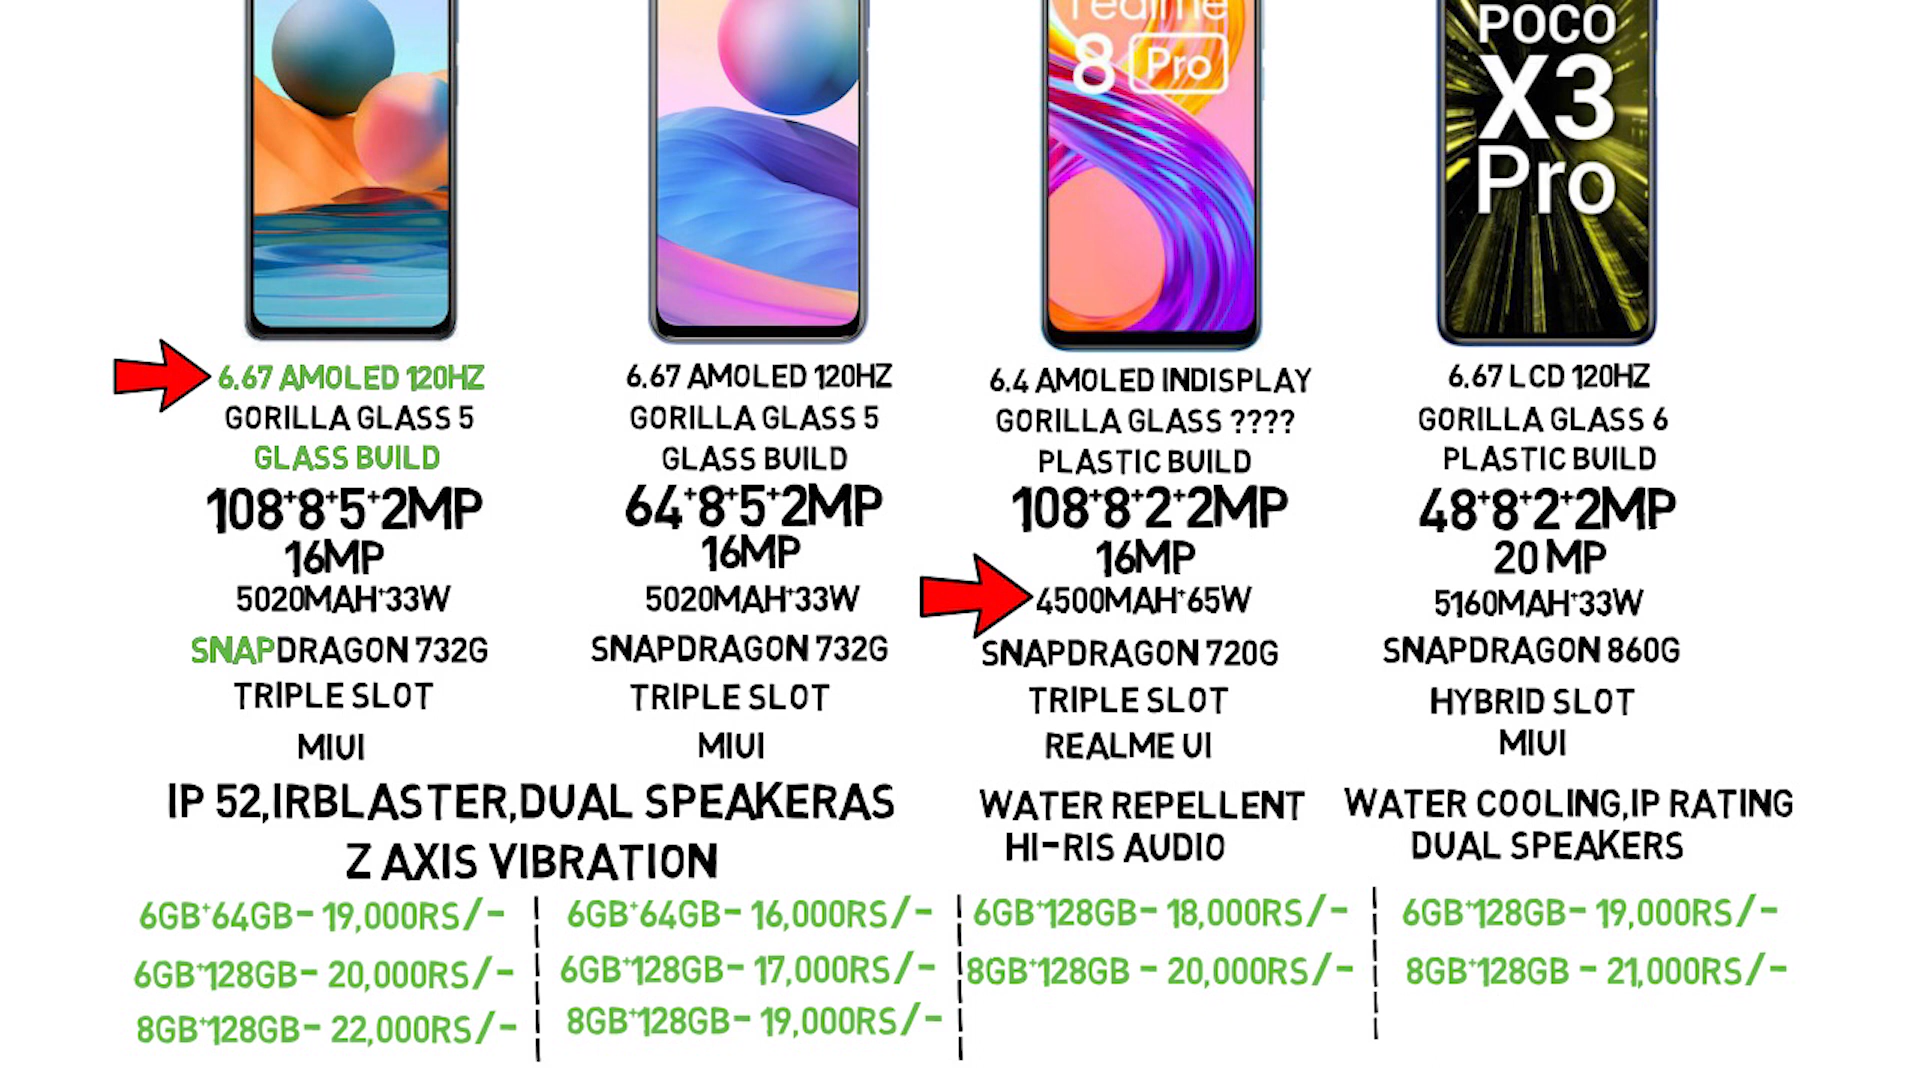 realme
8 Pro
POCO
X3
Pro
6.67 AMOLED 120HZ
GORILLA GLASS 5
GLASS BUILD
108+8+5+2MP
16MP
5020MAH+33W
SNAPDRAGON 732G
TRIPLE SLOT
MIUI
6.67 AMOLED 120HZ
GORILLA GLASS 5
GLASS BUILD
64+8+5+2MP
16MP
5020MAH+33W
SNAPDRAGON 732G
TRIPLE SLOT
MIUI
IP 52,IRBLASTER,DUAL SPEAKERAS
Z AXIS VIBRATION
6.4 AMOLED INDISPLAY
GORILLA GLASS ????
PLASTIC BUILD
108+8+2+2MP
16MP
4500MAH+65W
SNAPDRAGON 720G
TRIPLE SLOT
REALME UI
WATER REPELLENT
HI-RIS AUDIO
6.67 LCD 120HZ
GORILLA GLASS 6
PLASTIC BUILD
48+8+2+2MP
20 MP
5160MAH+33W
SNAPDRAGON 860G
HYBRID SLOT
MIUI
WATER COOLING,IP RATING
DUAL SPEAKERS
6GB+64GB- 19,000RS/-
6GB+128GB- 20,000RS/-
8GB+128GB- 22,000RS/-
6GB+64GB- 16,000RS/-
6GB+128GB- 17,000RS/-
8GB+128GB- 19,000RS/-
6GB+128GB- 18,000RS/-
8GB+128GB - 20,000RS/-
6GB+128GB- 19,000RS/-
8GB+128GB - 21,000RS/-